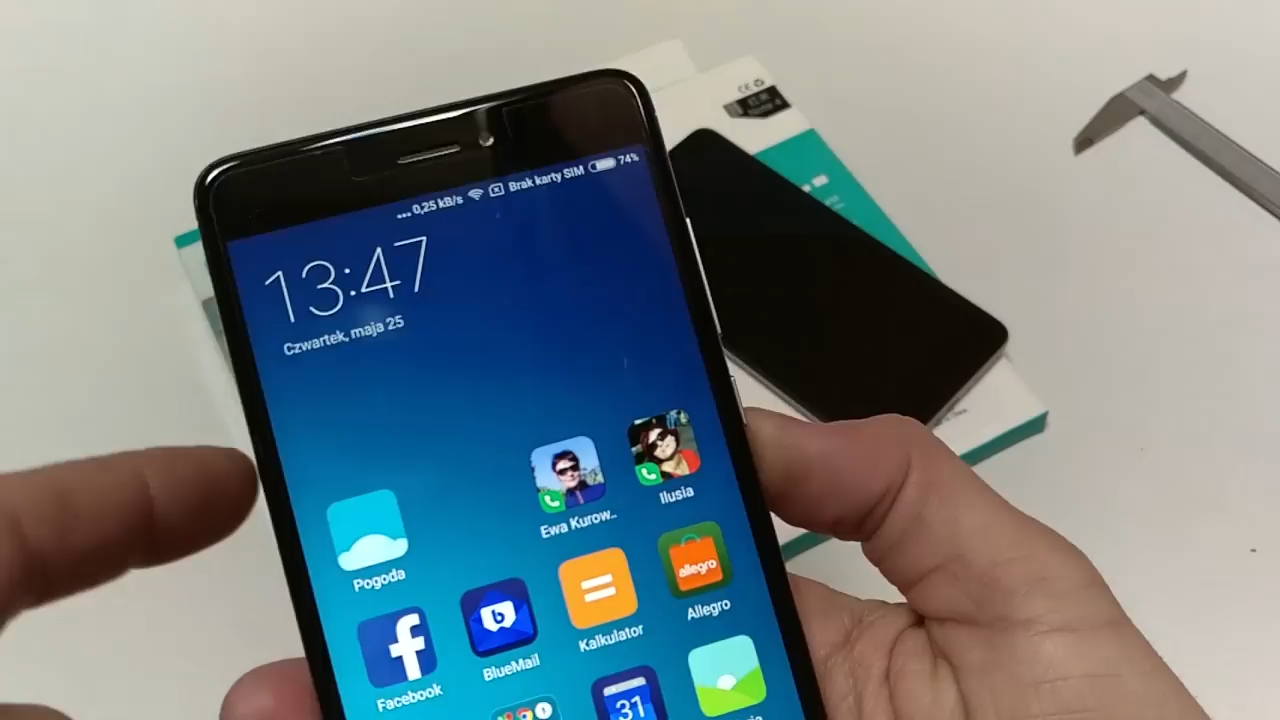 ... 0,25 kB/s Brak karty SIM 74%
13:47
Czwartek, maja 25
Ewa Kurow..
Ilusia
Pogoda
allegro
Facebook
BlueMail
Kalkulator
Allegro
31